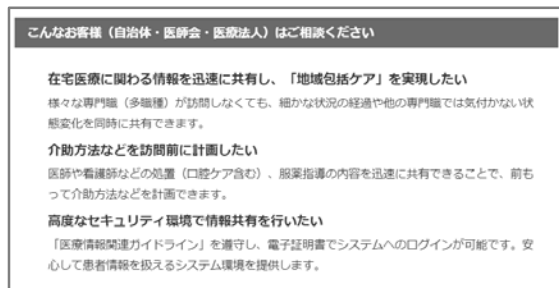 こんなお客様（自治体・医師会・医療法人）はご相談ください
在宅医療に関わる情報を迅速に共有し、「地域包括ケア」を実現したい
様々な専門職（多職種）が訪問しなくても、細かな状況の経過や他の専門職では気付かない状
態変化を同時に共有できます。
介助方法などを訪問前に計画したい
医師や看護師などの処置（口腔ケア含む）、服薬指導の内容を迅速に共有できることで、前も
って介助方法などを計画できます。
高度なセキュリティ環境で情報共有を行いたい
「医療情報関連ガイドライン」を遵守し、電子証明書でシステムへのログインが可能です。安
心して患者情報を扱えるシステム環境を提供します。